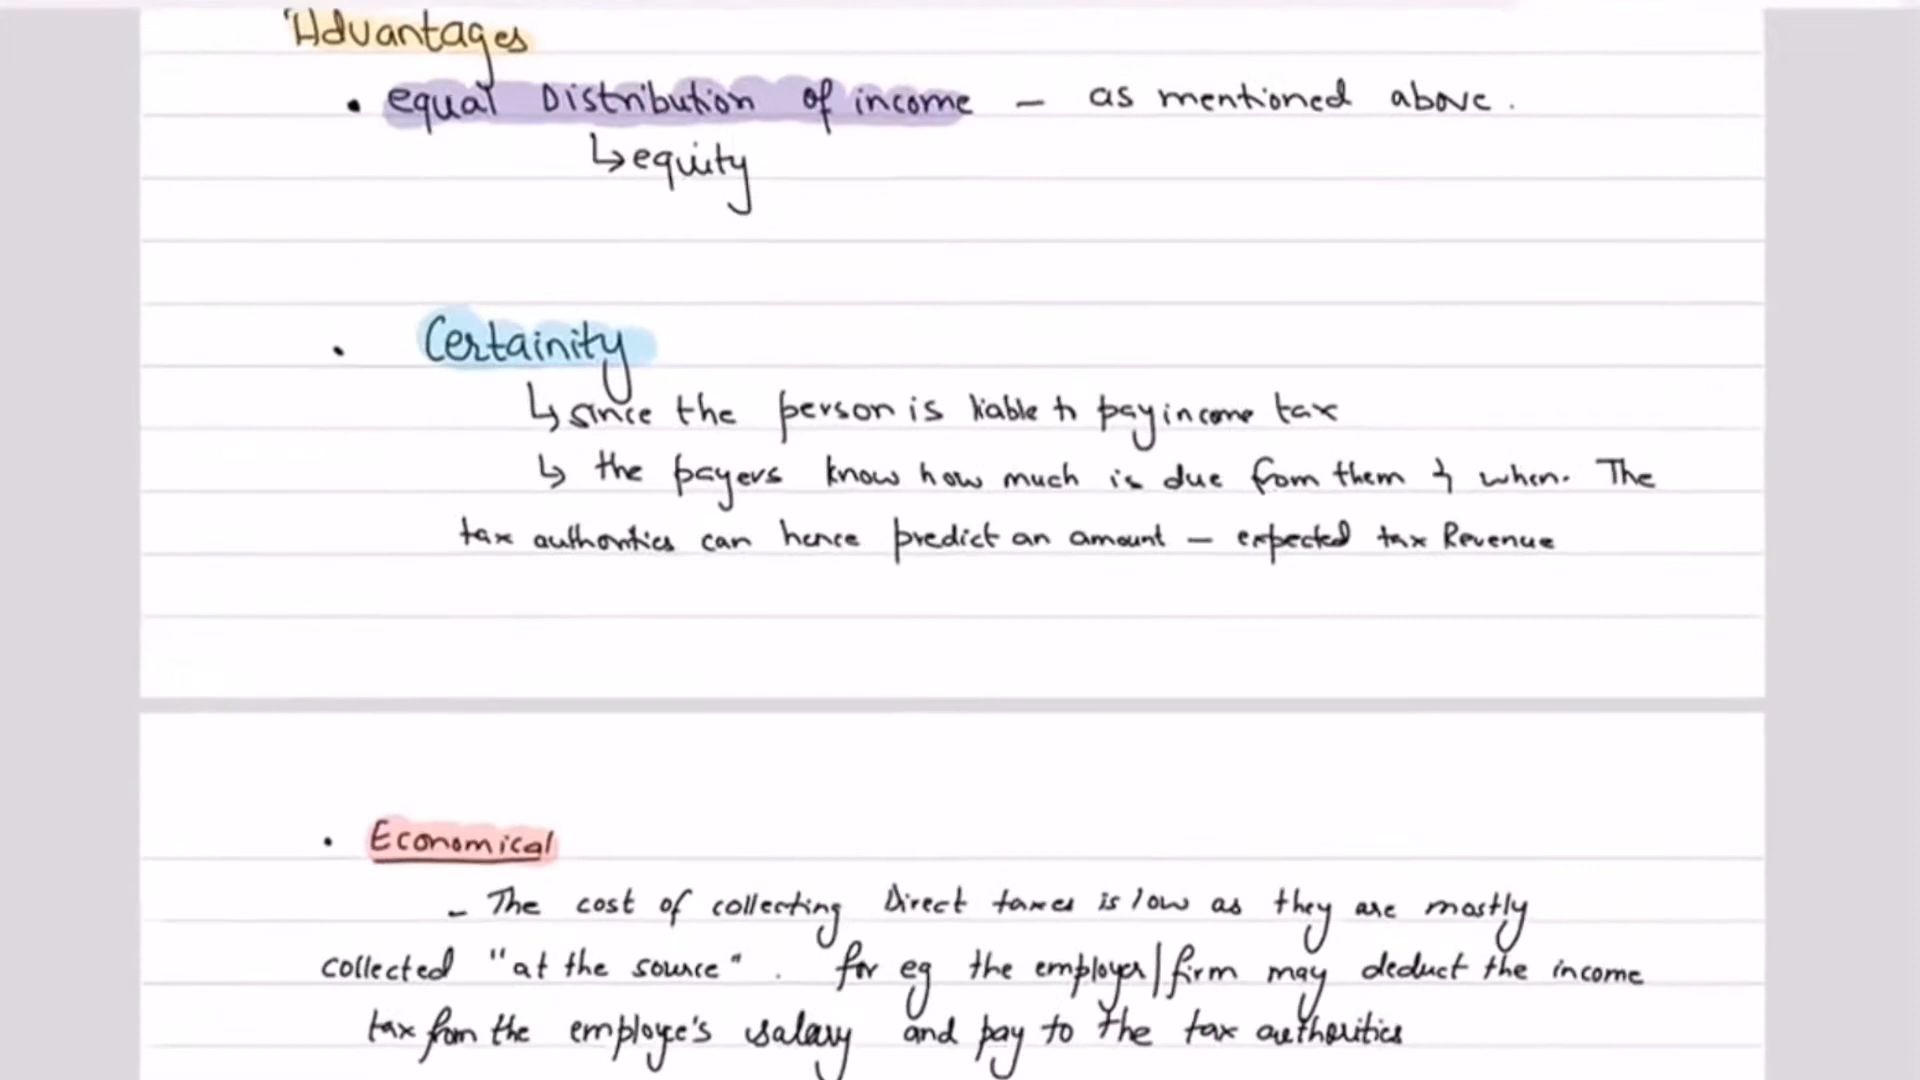 Advantages
• equal Distribution of income – as mentioned above.
↳ equity
• Certainity
↳ since the person is liable to pay income tax
↳ the payers know how much is due from them & when. The
tax authorities can hence predict an amount – expected tax Revenue
• Economical
– The cost of collecting Direct taxes is low as they are mostly
collected "at the source". for eg the employer/firm may deduct the income
tax from the employee's salary and pay to the tax authorities